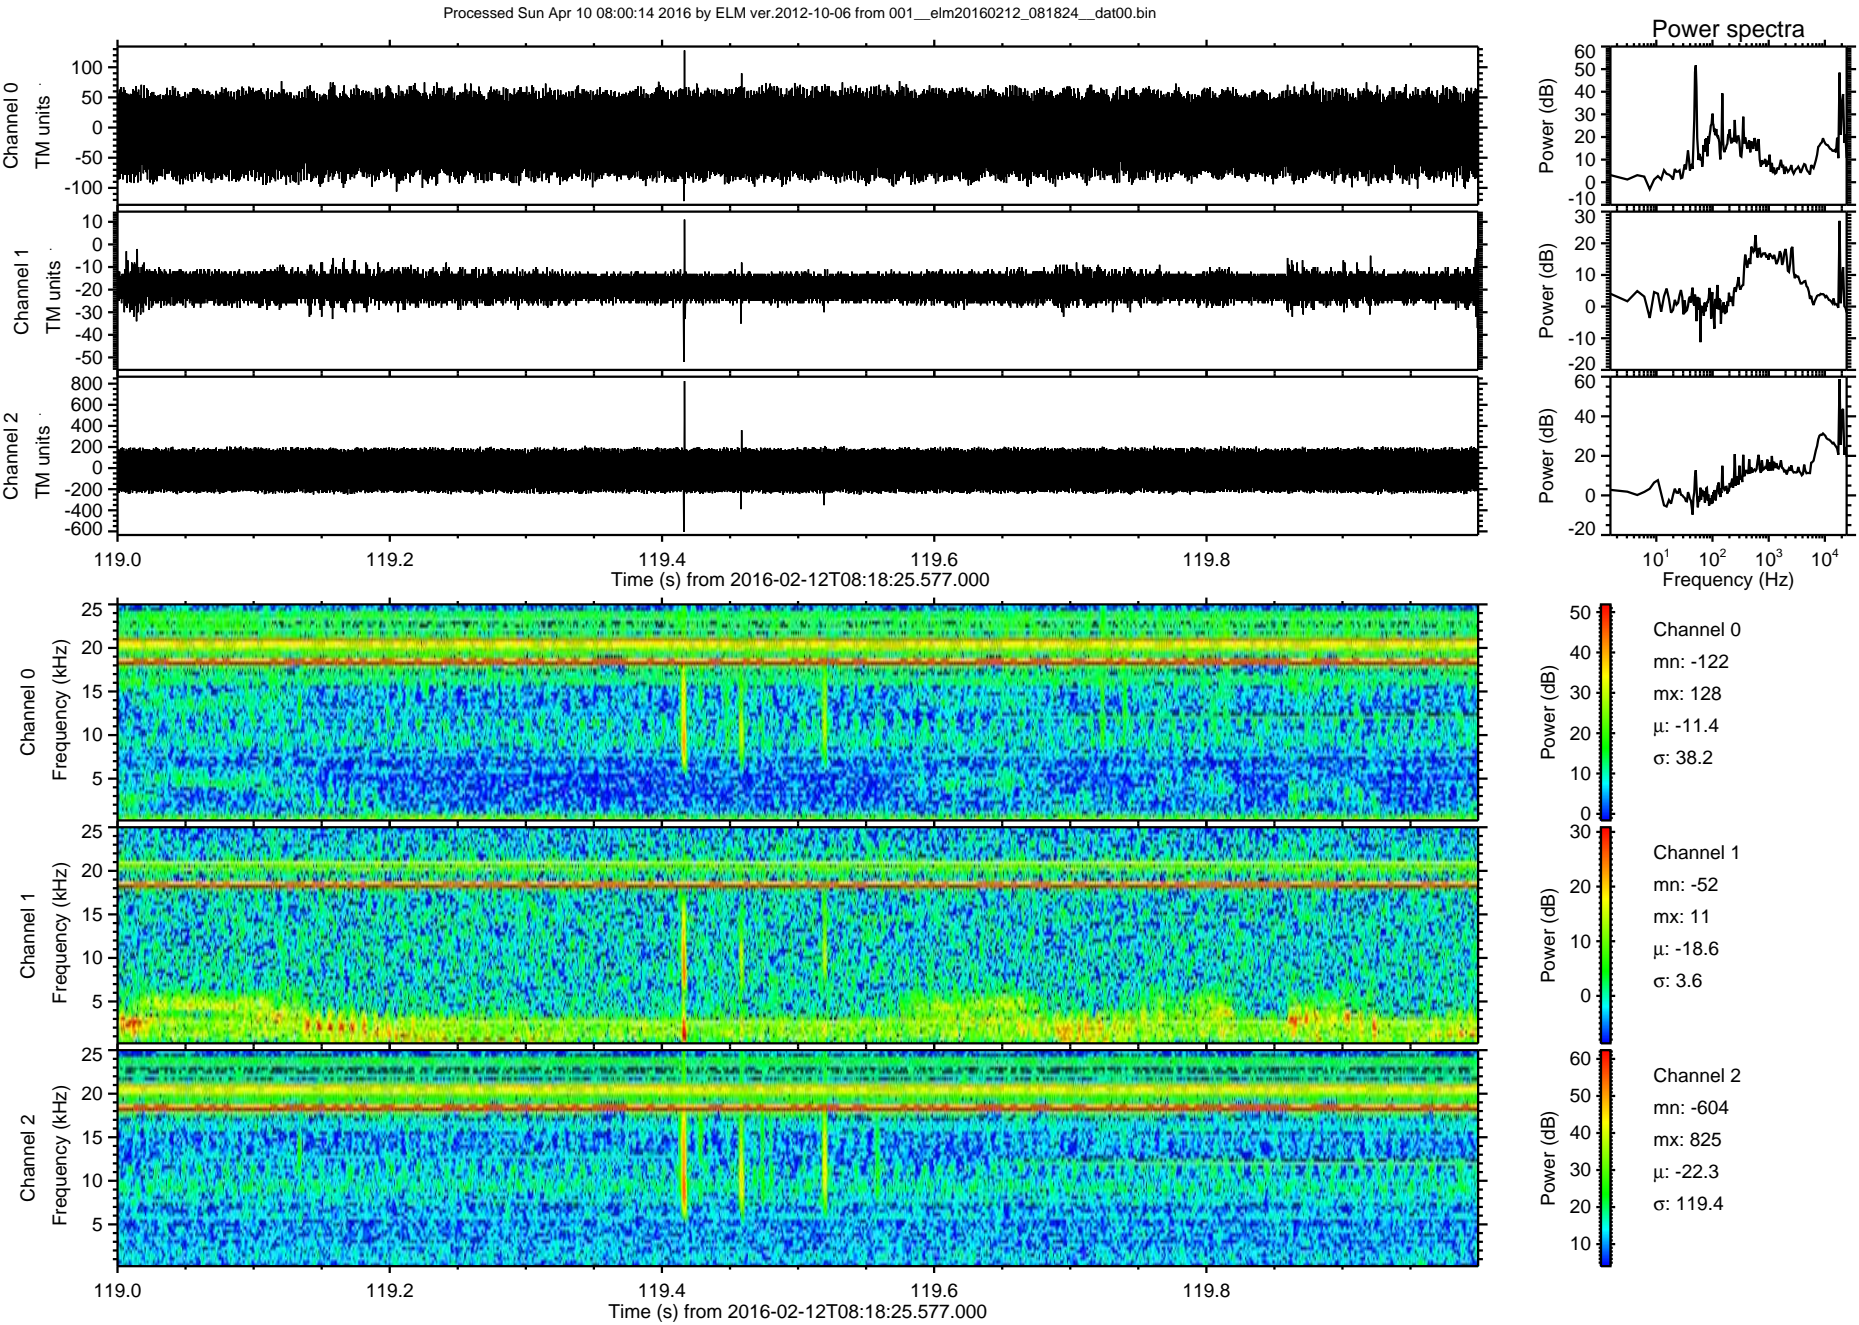 Processed Sun Apr 10 08:00:14 2016 by ELM ver.2012-10-06 from 001__elm20160212_081824__dat00.bin
Power spectra
Channel 0
TM units
100
50
0
-50
-100
Power (dB)
60
50
40
30
20
10
0
-10
Channel 1
TM units
10
0
-10
-20
-30
-40
-50
Power (dB)
30
20
10
0
-10
-20
Channel 2
TM units
800
600
400
200
0
-200
-400
-600
Power (dB)
60
40
20
0
-20
119.0 119.2 119.4 119.6 119.8
Time (s) from 2016-02-12T08:18:25.577.000
10¹ 10² 10³ 10⁴
Frequency (Hz)
Channel 0
Frequency (kHz)
25
20
15
10
5
Power (dB)
50
40
30
20
10
0
Channel 0
mn: -122
mx: 128
µ: -11.4
σ: 38.2
Channel 1
Frequency (kHz)
25
20
15
10
5
Power (dB)
30
20
10
0
Channel 1
mn: -52
mx: 11
µ: -18.6
σ: 3.6
Channel 2
Frequency (kHz)
25
20
15
10
5
Power (dB)
60
50
40
30
20
10
Channel 2
mn: -604
mx: 825
µ: -22.3
σ: 119.4
119.0 119.2 119.4 119.6 119.8
Time (s) from 2016-02-12T08:18:25.577.000